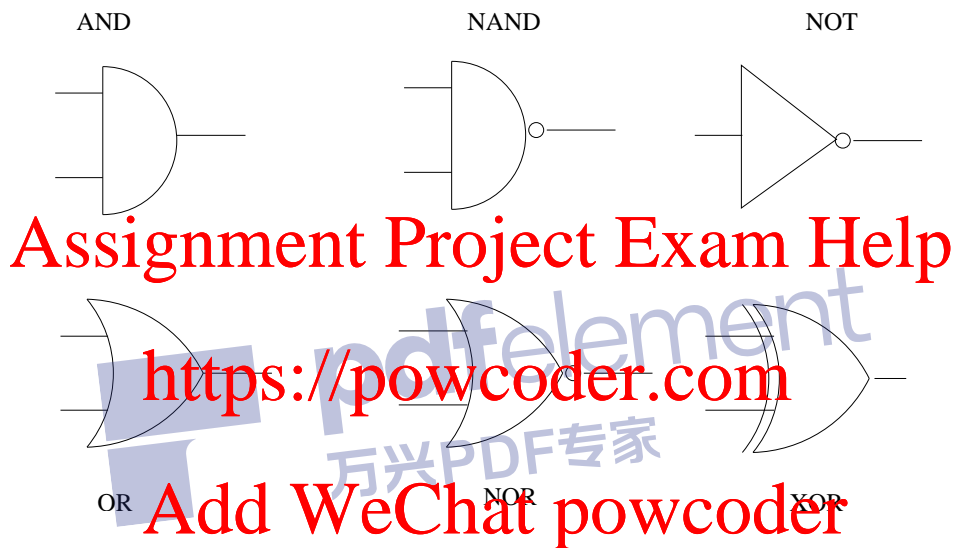 AND NAND NOT
Assignment Project Exam Help
pdfelement
https://powcoder.com
万兴PDF专家
OR NOR XOR
Add WeChat powcoder